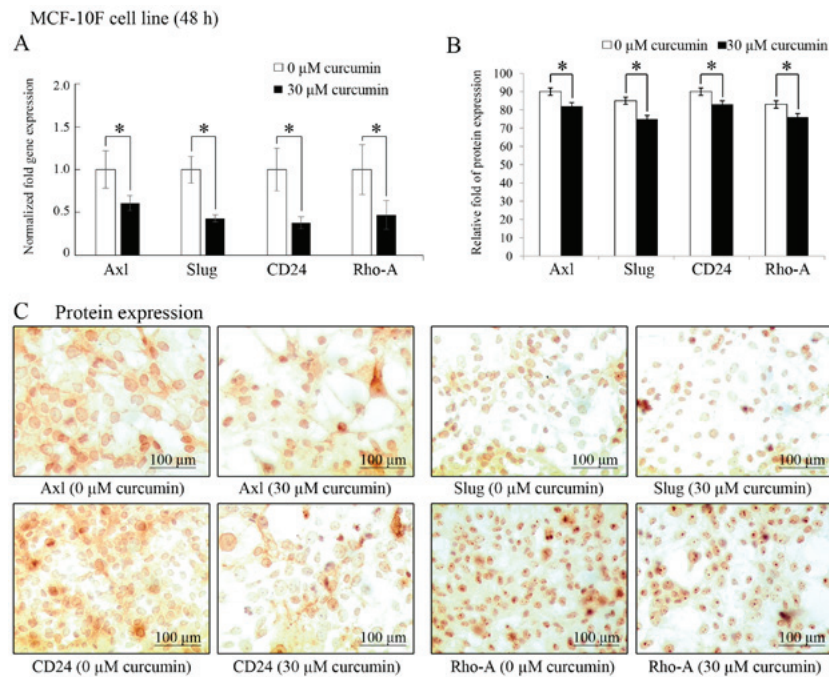 MCF-10F cell line (48 h)
A
0 µM curcumin
30 µM curcumin
Normalized fold gene expression
2.0
1.5
1.0
0.5
0
* * * *
Axl Slug CD24 Rho-A
B
0 µM curcumin 30 µM curcumin
Relative fold of protein expression
90
80
70
60
50
40
30
20
10
0
* * * *
Axl Slug CD24 Rho-A
C Protein expression
100 µm 100 µm 100 µm 100 µm
Axl (0 µM curcumin) Axl (30 µM curcumin) Slug (0 µM curcumin) Slug (30 µM curcumin)
100 µm 100 µm 100 µm 100 µm
CD24 (0 µM curcumin) CD24 (30 µM curcumin) Rho-A (0 µM curcumin) Rho-A (30 µM curcumin)